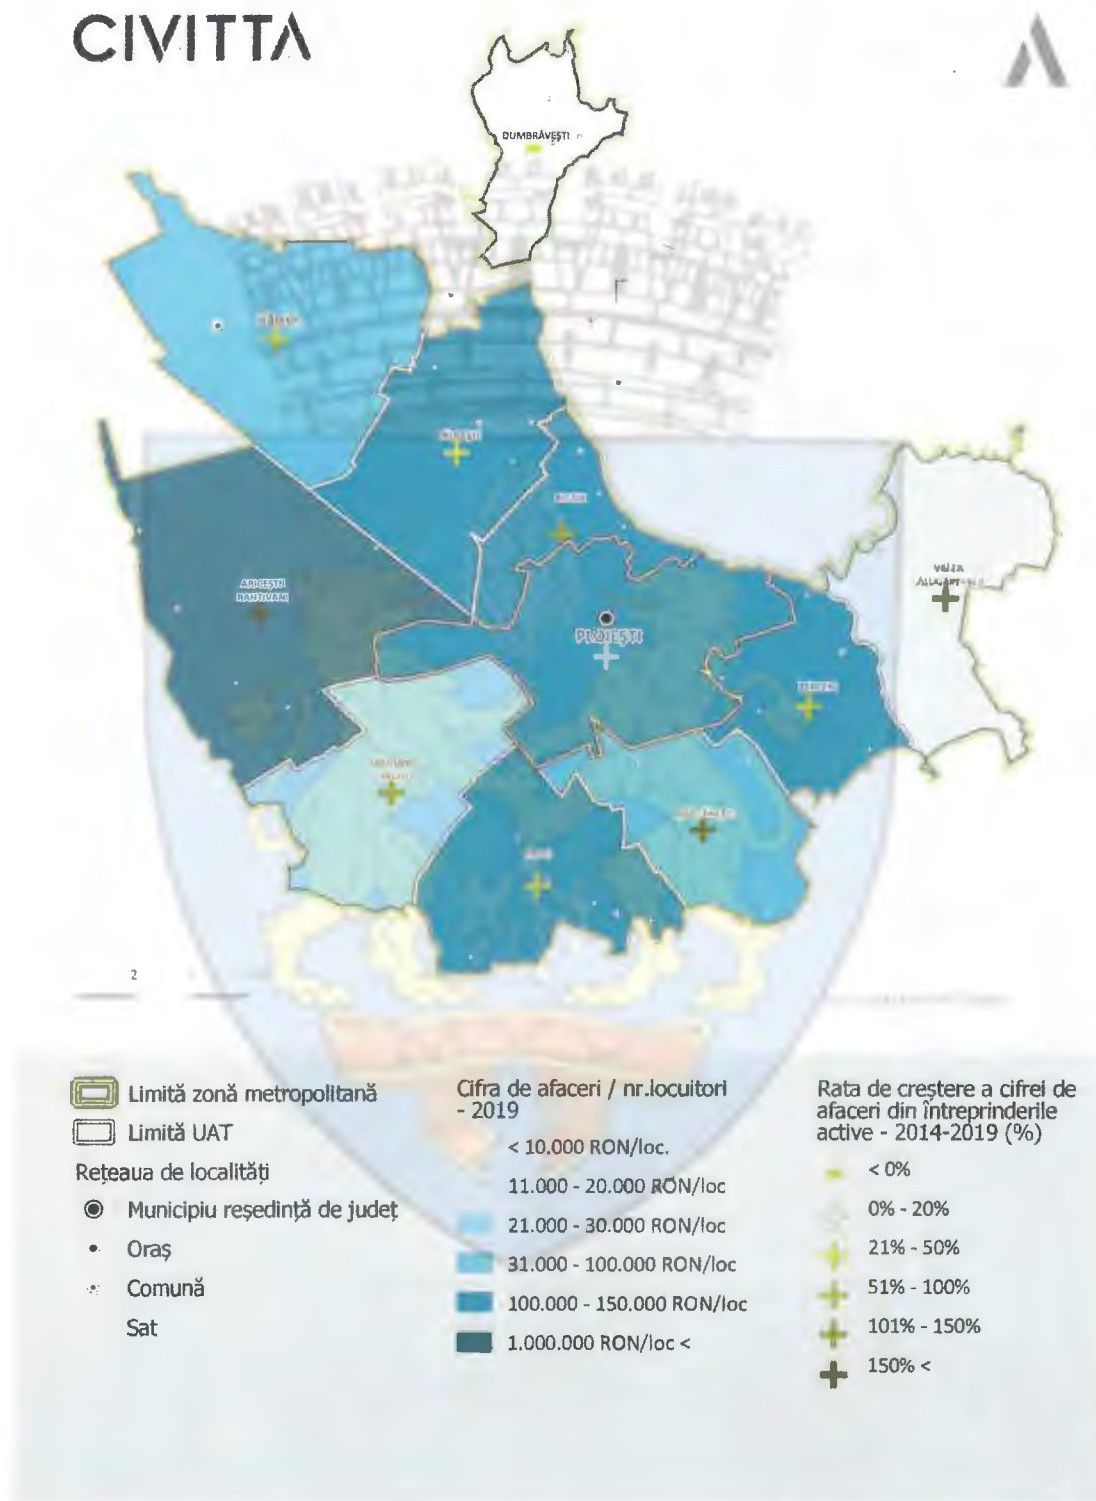 CIVITTA
DUMBRĂVEȘTI
ARICEȘTII
RAHTIVANI
PLOIEȘTI
VALEA
2
Limită zonă metropolitană
Limită UAT
Rețeaua de localități
Municipiu reședință de județ
Oraș
Comună
Sat
Cifra de afaceri / nr.locuitori
- 2019
< 10.000 RON/loc.
11.000 - 20.000 RON/loc
21.000 - 30.000 RON/loc
31.000 - 100.000 RON/loc
100.000 - 150.000 RON/loc
1.000.000 RON/loc <
Rata de creștere a cifrei de
afaceri din întreprinderile
active - 2014-2019 (%)
< 0%
0% - 20%
21% - 50%
51% - 100%
101% - 150%
150% <